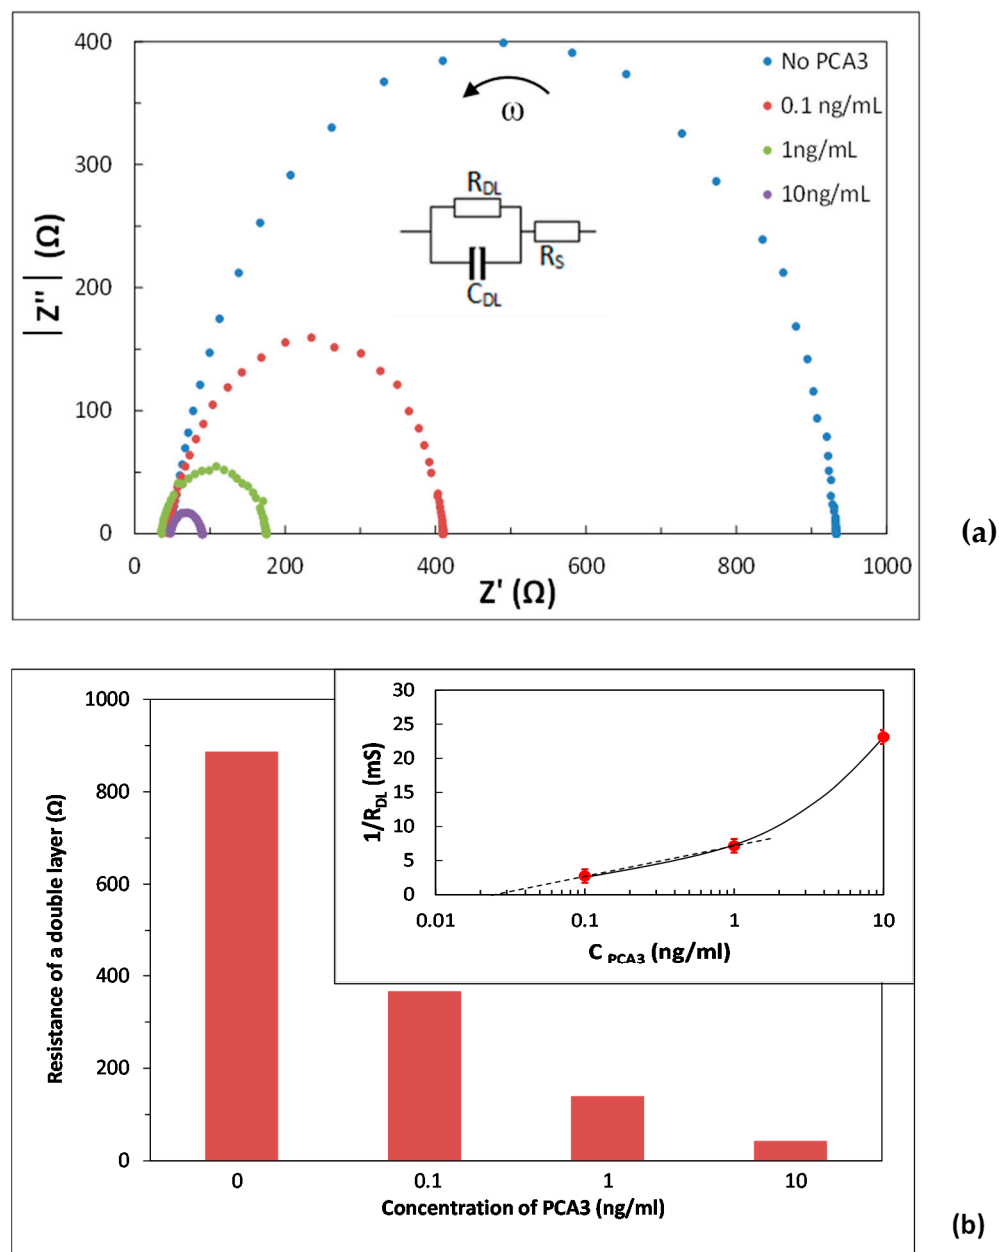 400
300
200
100
0
|Z''| (Ω)
No PCA3
0.1 ng/mL
1ng/mL
10ng/mL
ω
R_DL
C_DL
R_S
0 200 400 600 800 1000
Z' (Ω)
(a)
1000
800
600
400
200
0
Resistance of a double layer (Ω)
0 0.1 1 10
Concentration of PCA3 (ng/ml)
30
25
20
15
10
5
0
1/R_DL (mS)
0.01 0.1 1 10
C PCA3 (ng/ml)
(b)